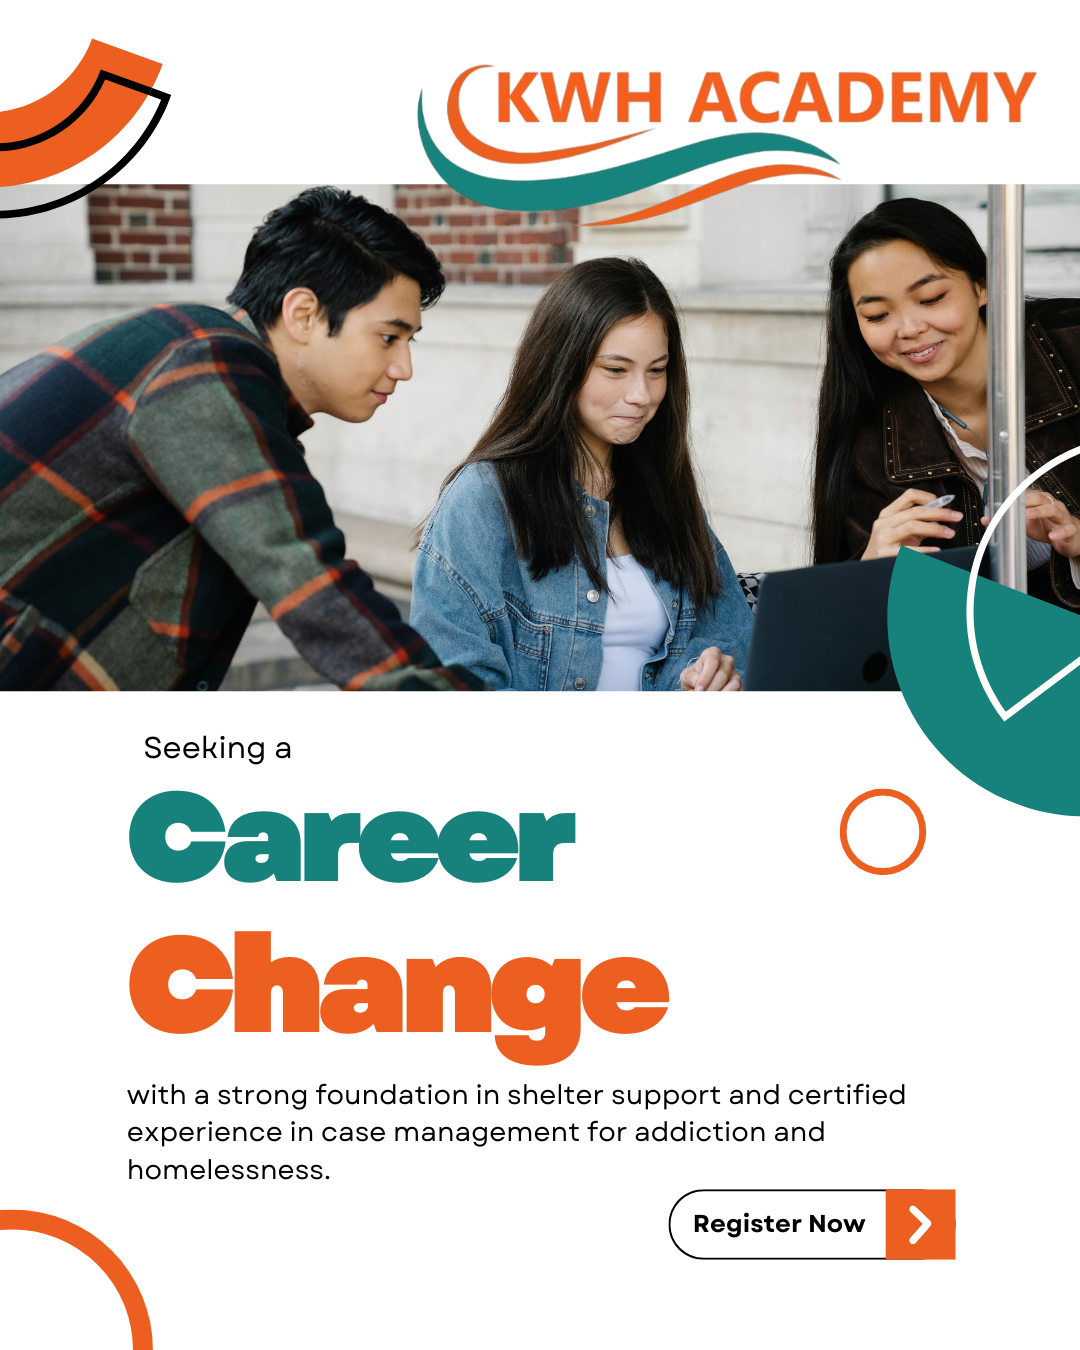 KWH ACADEMY
Seeking a
Career
Change
with a strong foundation in shelter support and certified
experience in case management for addiction and
homelessness.
Register Now